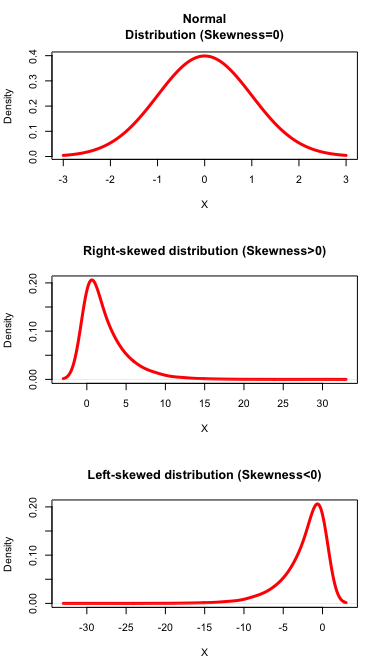 Normal
Distribution (Skewness=0)
Density
0.0 0.1 0.2 0.3 0.4
-3 -2 -1 0 1 2 3
X
Right-skewed distribution (Skewness>0)
Density
0.00 0.10 0.20
0 5 10 15 20 25 30
X
Left-skewed distribution (Skewness<0)
Density
0.00 0.10 0.20
-30 -25 -20 -15 -10 -5 0
X